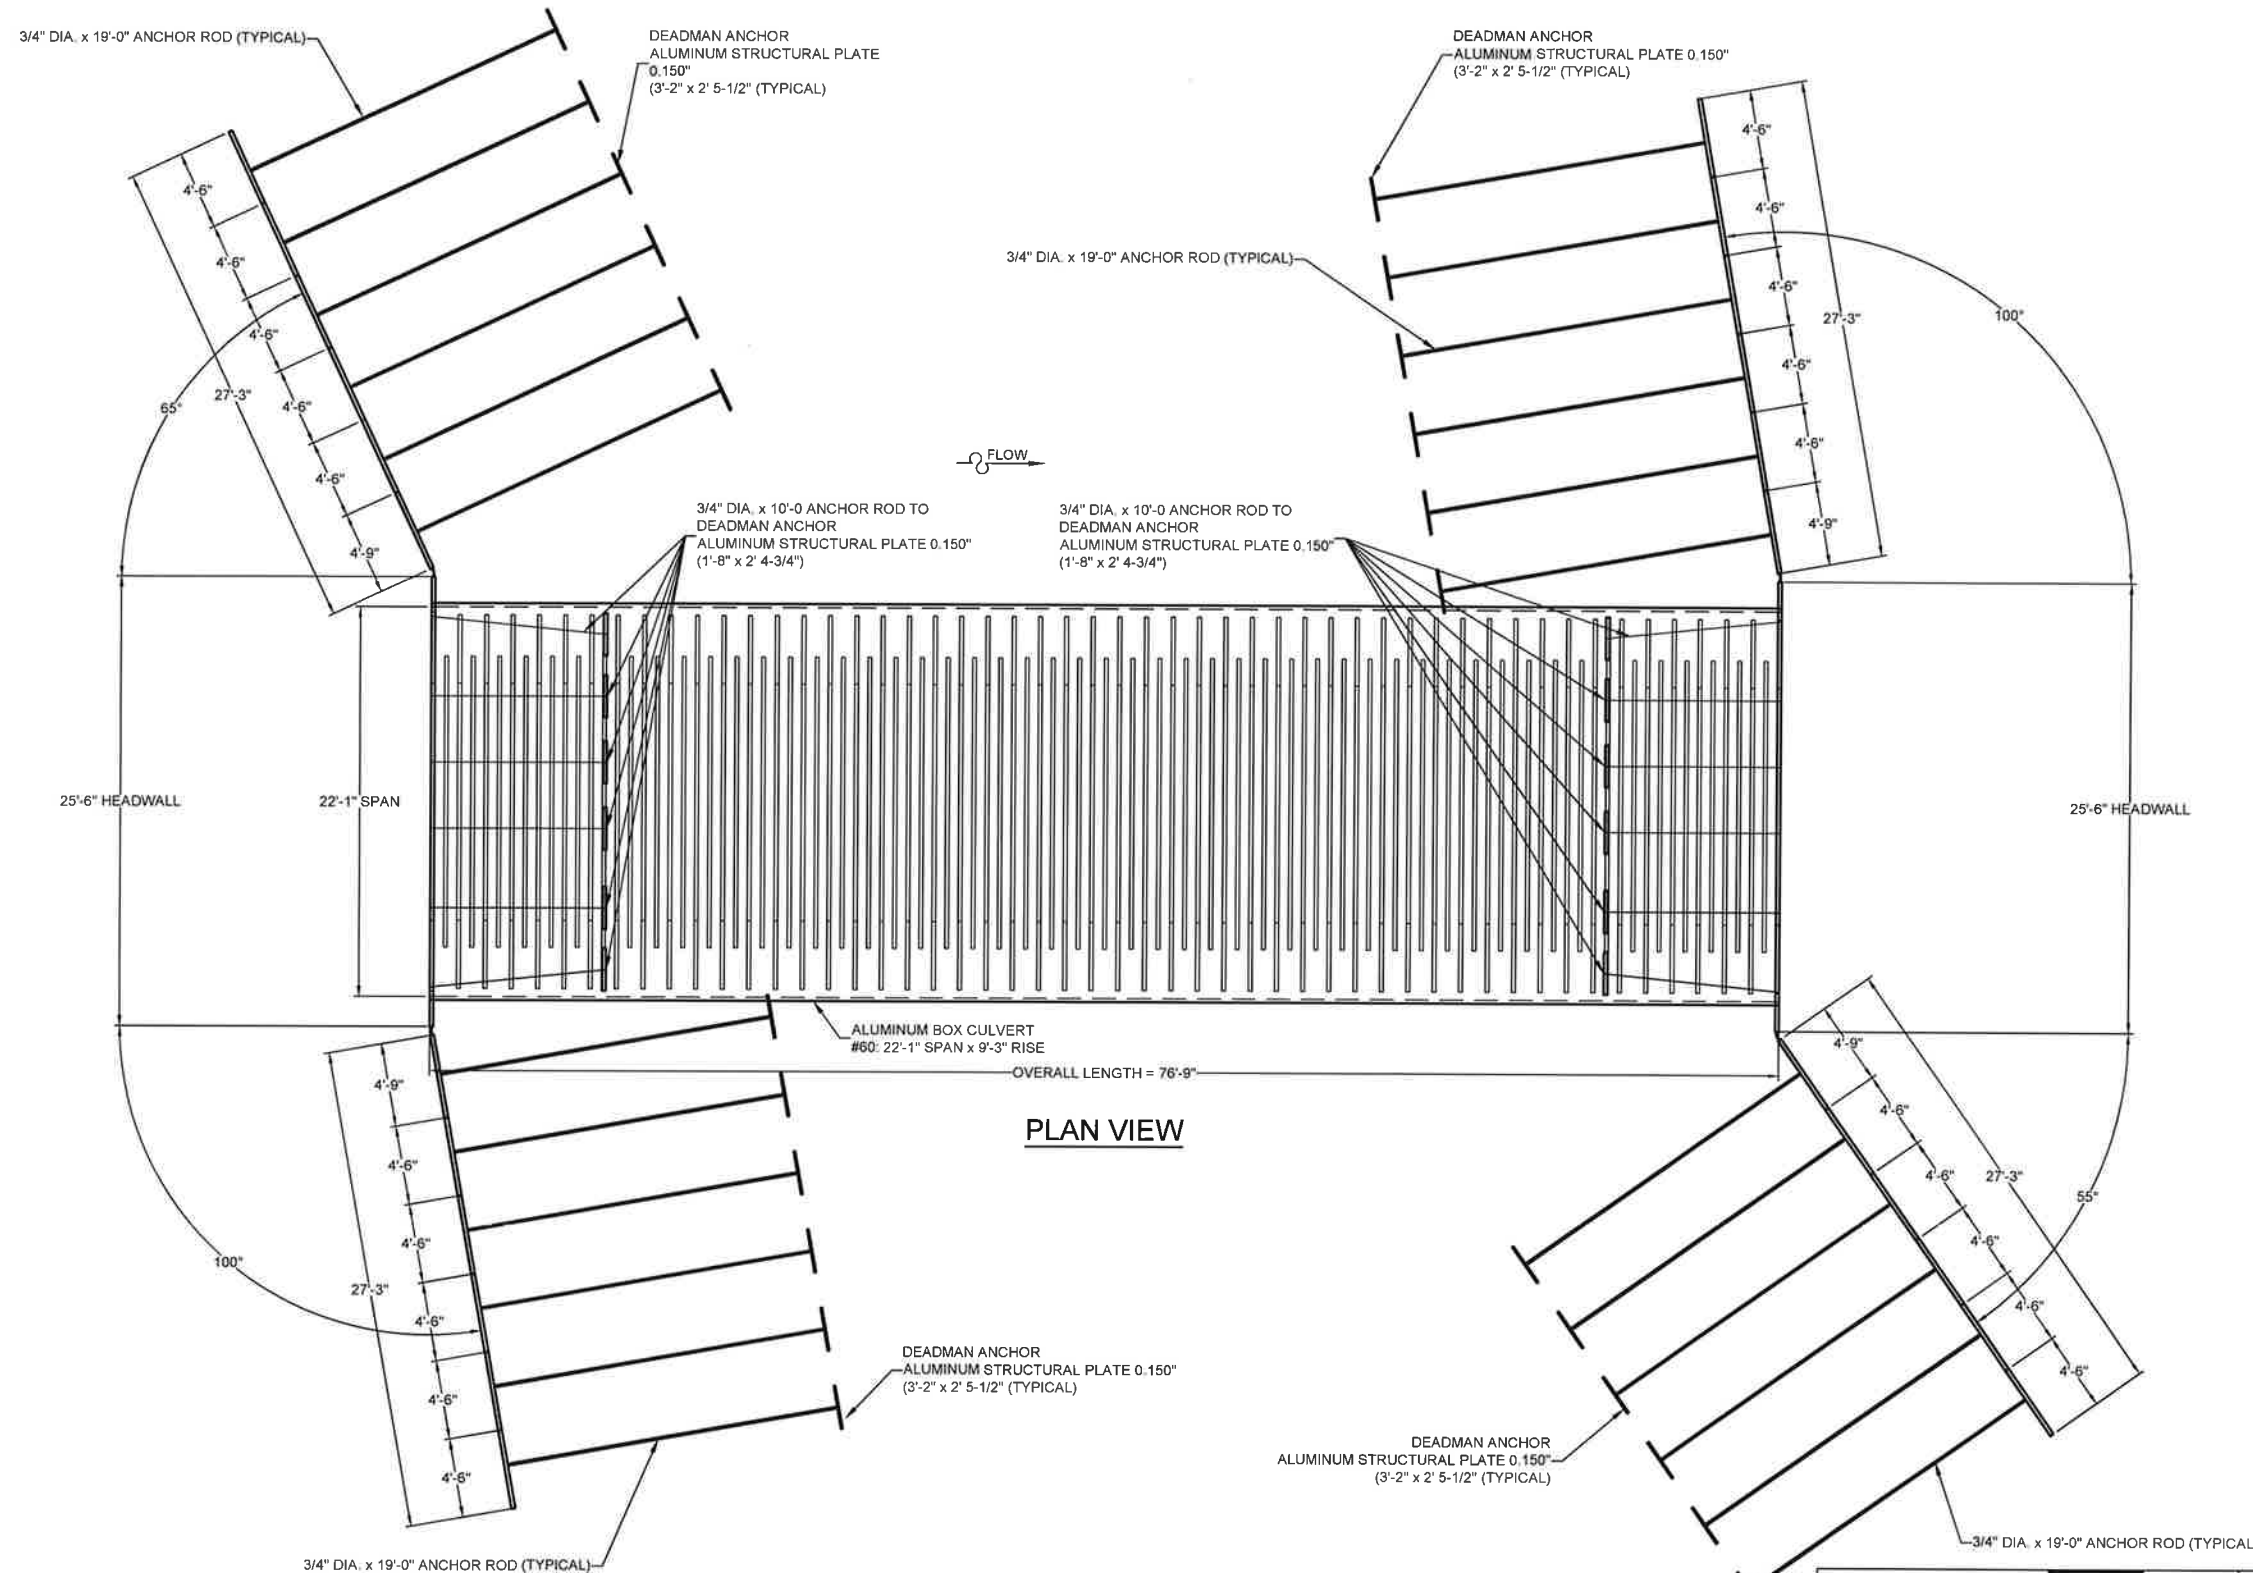 3/4" DIA. x 19'-0" ANCHOR ROD (TYPICAL)
DEADMAN ANCHOR
ALUMINUM STRUCTURAL PLATE
0.150"
(3'-2" x 2' 5-1/2" (TYPICAL)
4'-6"
4'-6"
4'-6"
4'-6"
4'-6"
4'-9"
27'-3"
65°
DEADMAN ANCHOR
ALUMINUM STRUCTURAL PLATE 0.150"
(3'-2" x 2' 5-1/2" (TYPICAL)
3/4" DIA. x 19'-0" ANCHOR ROD (TYPICAL)
4'-6"
4'-6"
4'-6"
4'-6"
4'-6"
4'-9"
27'-3"
100°
FLOW
3/4" DIA. x 10'-0 ANCHOR ROD TO
DEADMAN ANCHOR
ALUMINUM STRUCTURAL PLATE 0.150"
(1'-8" x 2' 4-3/4")
3/4" DIA. x 10'-0 ANCHOR ROD TO
DEADMAN ANCHOR
ALUMINUM STRUCTURAL PLATE 0.150"
(1'-8" x 2' 4-3/4")
25'-6" HEADWALL
22'-1" SPAN
25'-6" HEADWALL
ALUMINUM BOX CULVERT
#60: 22'-1" SPAN x 9'-3" RISE
OVERALL LENGTH = 76'-9"
PLAN VIEW
4'-9"
4'-6"
4'-6"
4'-6"
4'-6"
4'-6"
27'-3"
100°
DEADMAN ANCHOR
ALUMINUM STRUCTURAL PLATE 0.150"
(3'-2" x 2' 5-1/2" (TYPICAL)
3/4" DIA. x 19'-0" ANCHOR ROD (TYPICAL)
4'-9"
4'-6"
4'-6"
4'-6"
4'-6"
4'-6"
27'-3"
55°
DEADMAN ANCHOR
ALUMINUM STRUCTURAL PLATE 0.150"
(3'-2" x 2' 5-1/2" (TYPICAL)
3/4" DIA. x 19'-0" ANCHOR ROD (TYPICAL